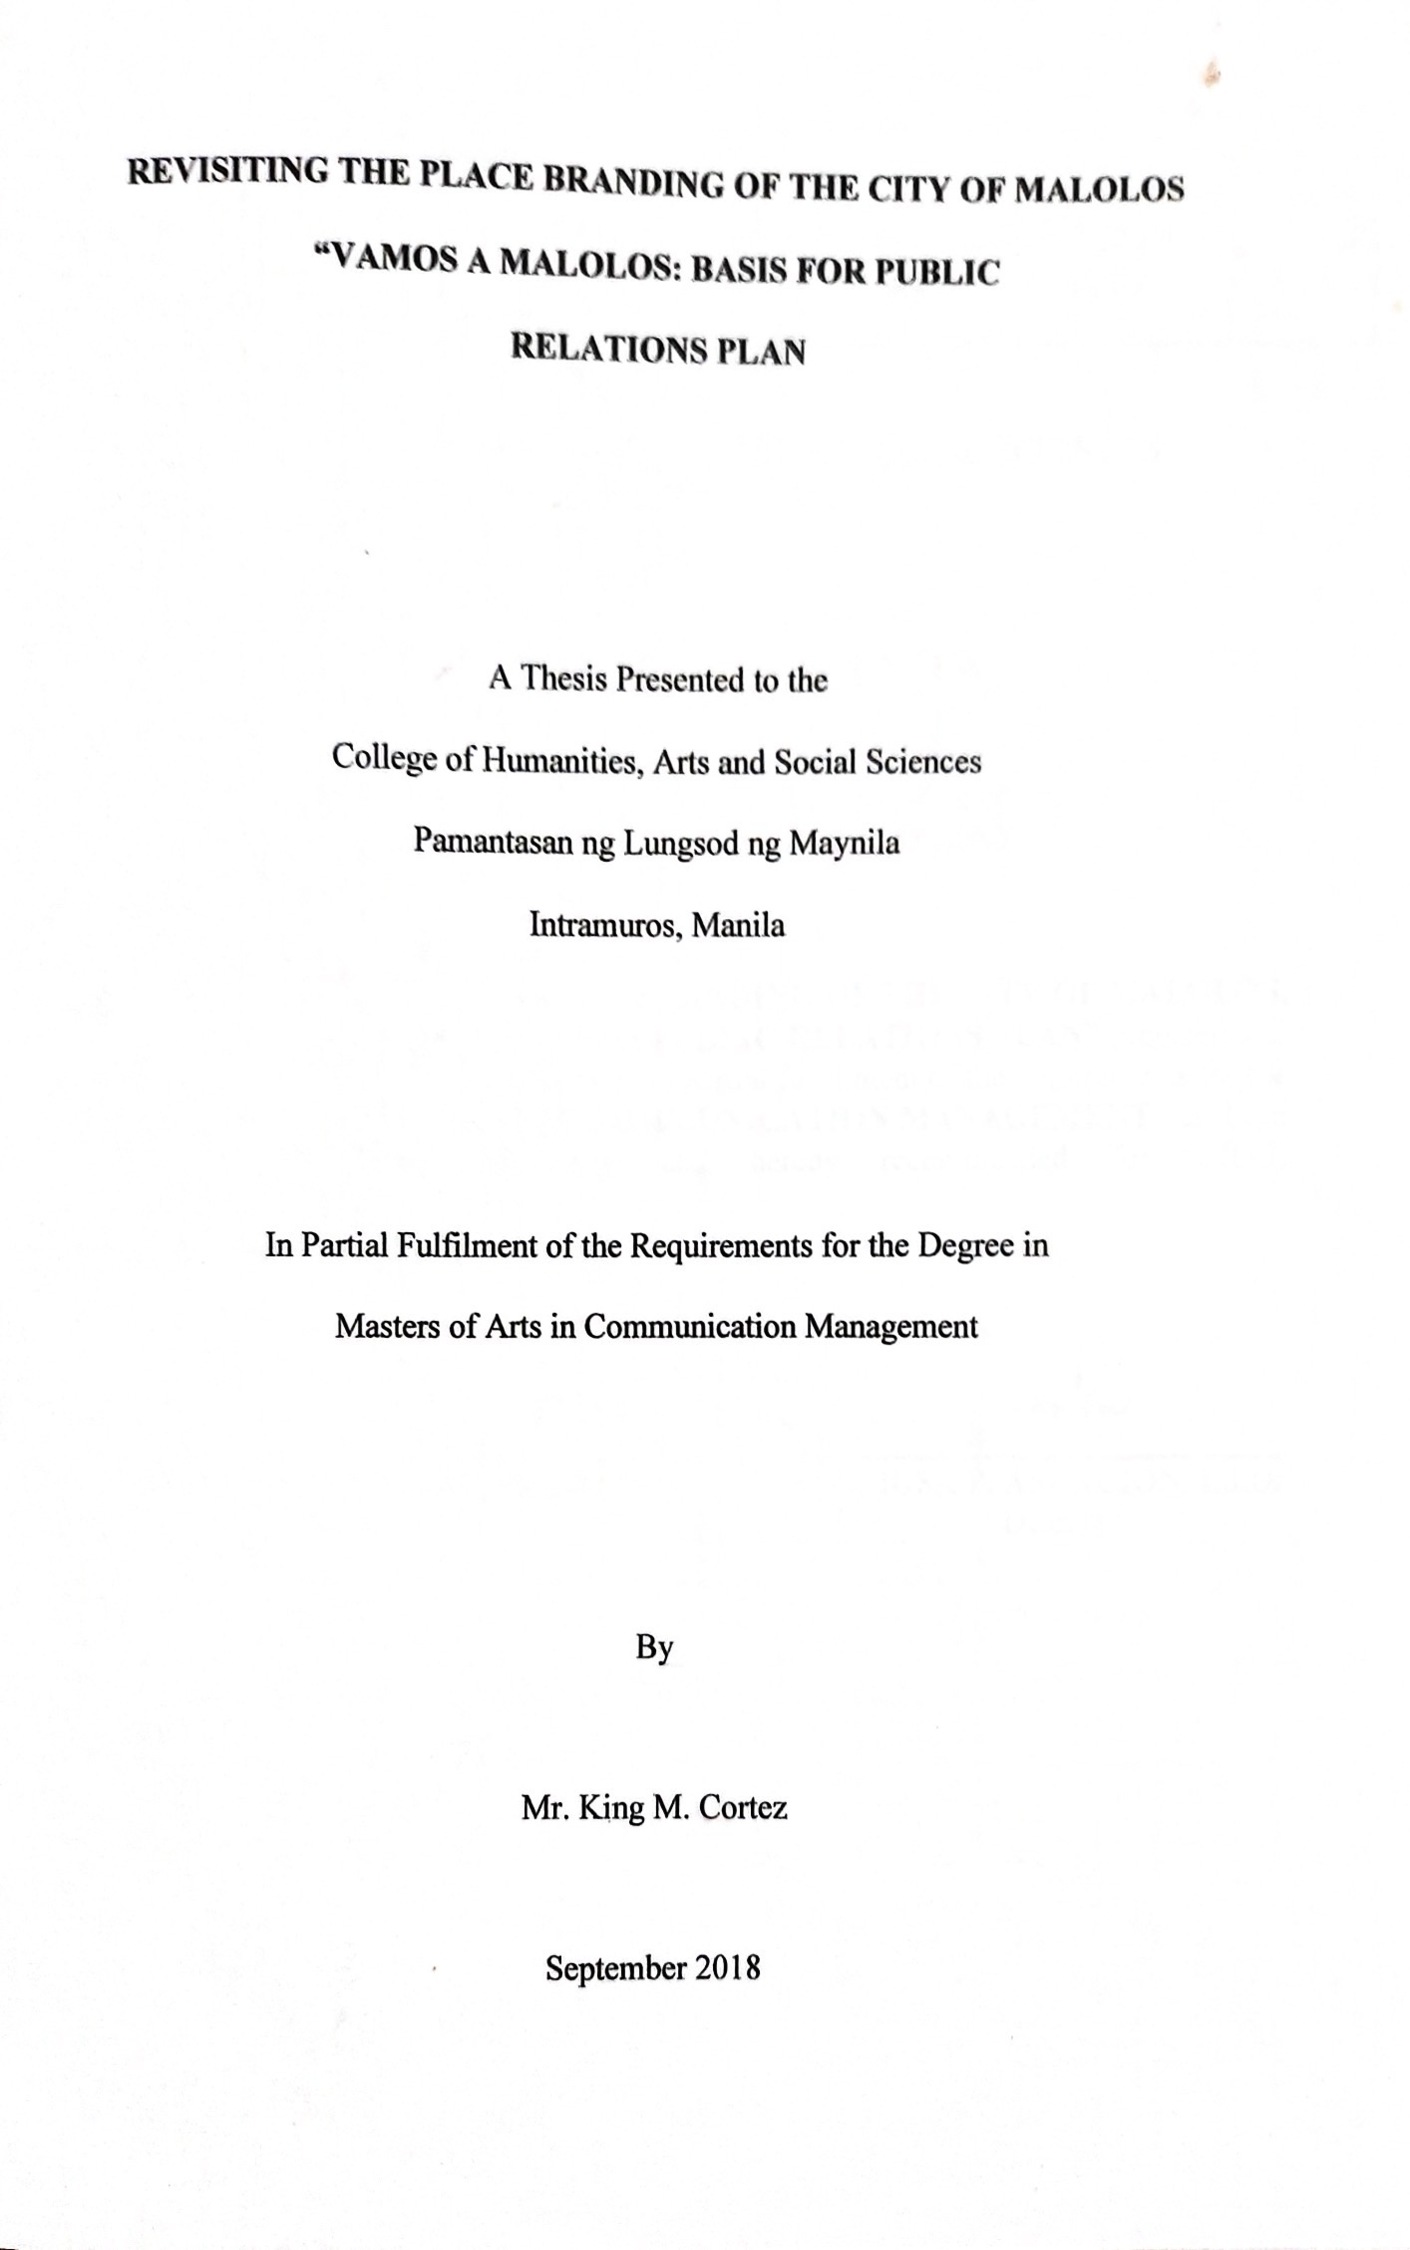 REVISITING THE PLACE BRANDING OF THE CITY OF MALOLOS
“VAMOS A MALOLOS: BASIS FOR PUBLIC
RELATIONS PLAN
A Thesis Presented to the
College of Humanities, Arts and Social Sciences
Pamantasan ng Lungsod ng Maynila
Intramuros, Manila
In Partial Fulfilment of the Requirements for the Degree in
Masters of Arts in Communication Management
By
Mr. King M. Cortez
September 2018